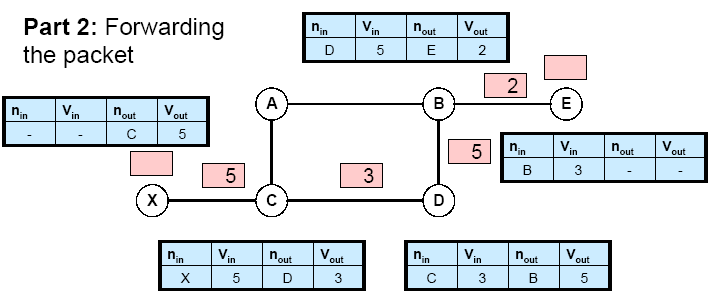 Part 2: Forwarding
the packet
nin Vin nout Vout
D 5 E 2
nin Vin nout Vout
- - C 5
A
B
2
E
5
nin Vin nout Vout
B 3 - -
5
3
X
C
D
nin Vin nout Vout
X 5 D 3
nin Vin nout Vout
C 3 B 5